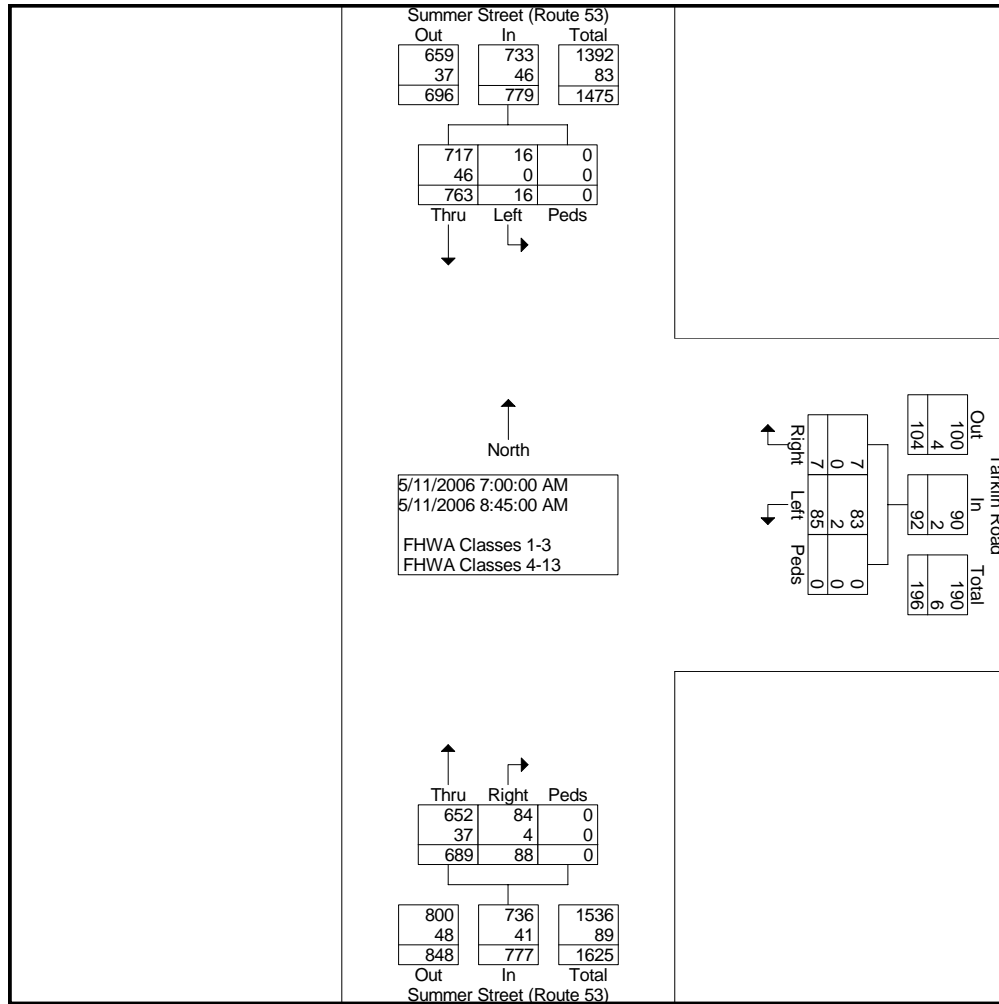 Summer Street (Route 53)
Out In Total
659 733 1392
37 46 83
696 779 1475
717 16 0
46 0 0
763 16 0
Thru Left Peds
North
5/11/2006 7:00:00 AM
5/11/2006 8:45:00 AM
FHWA Classes 1-3
FHWA Classes 4-13
Road
Out In Total
100 90 190
4 2 6
104 92 196
7 83 0
0 2 0
7 85 0
Right Left Peds
Thru Right Peds
652 84 0
37 4 0
689 88 0
800 736 1536
48 41 89
848 777 1625
Out In Total
Summer Street (Route 53)